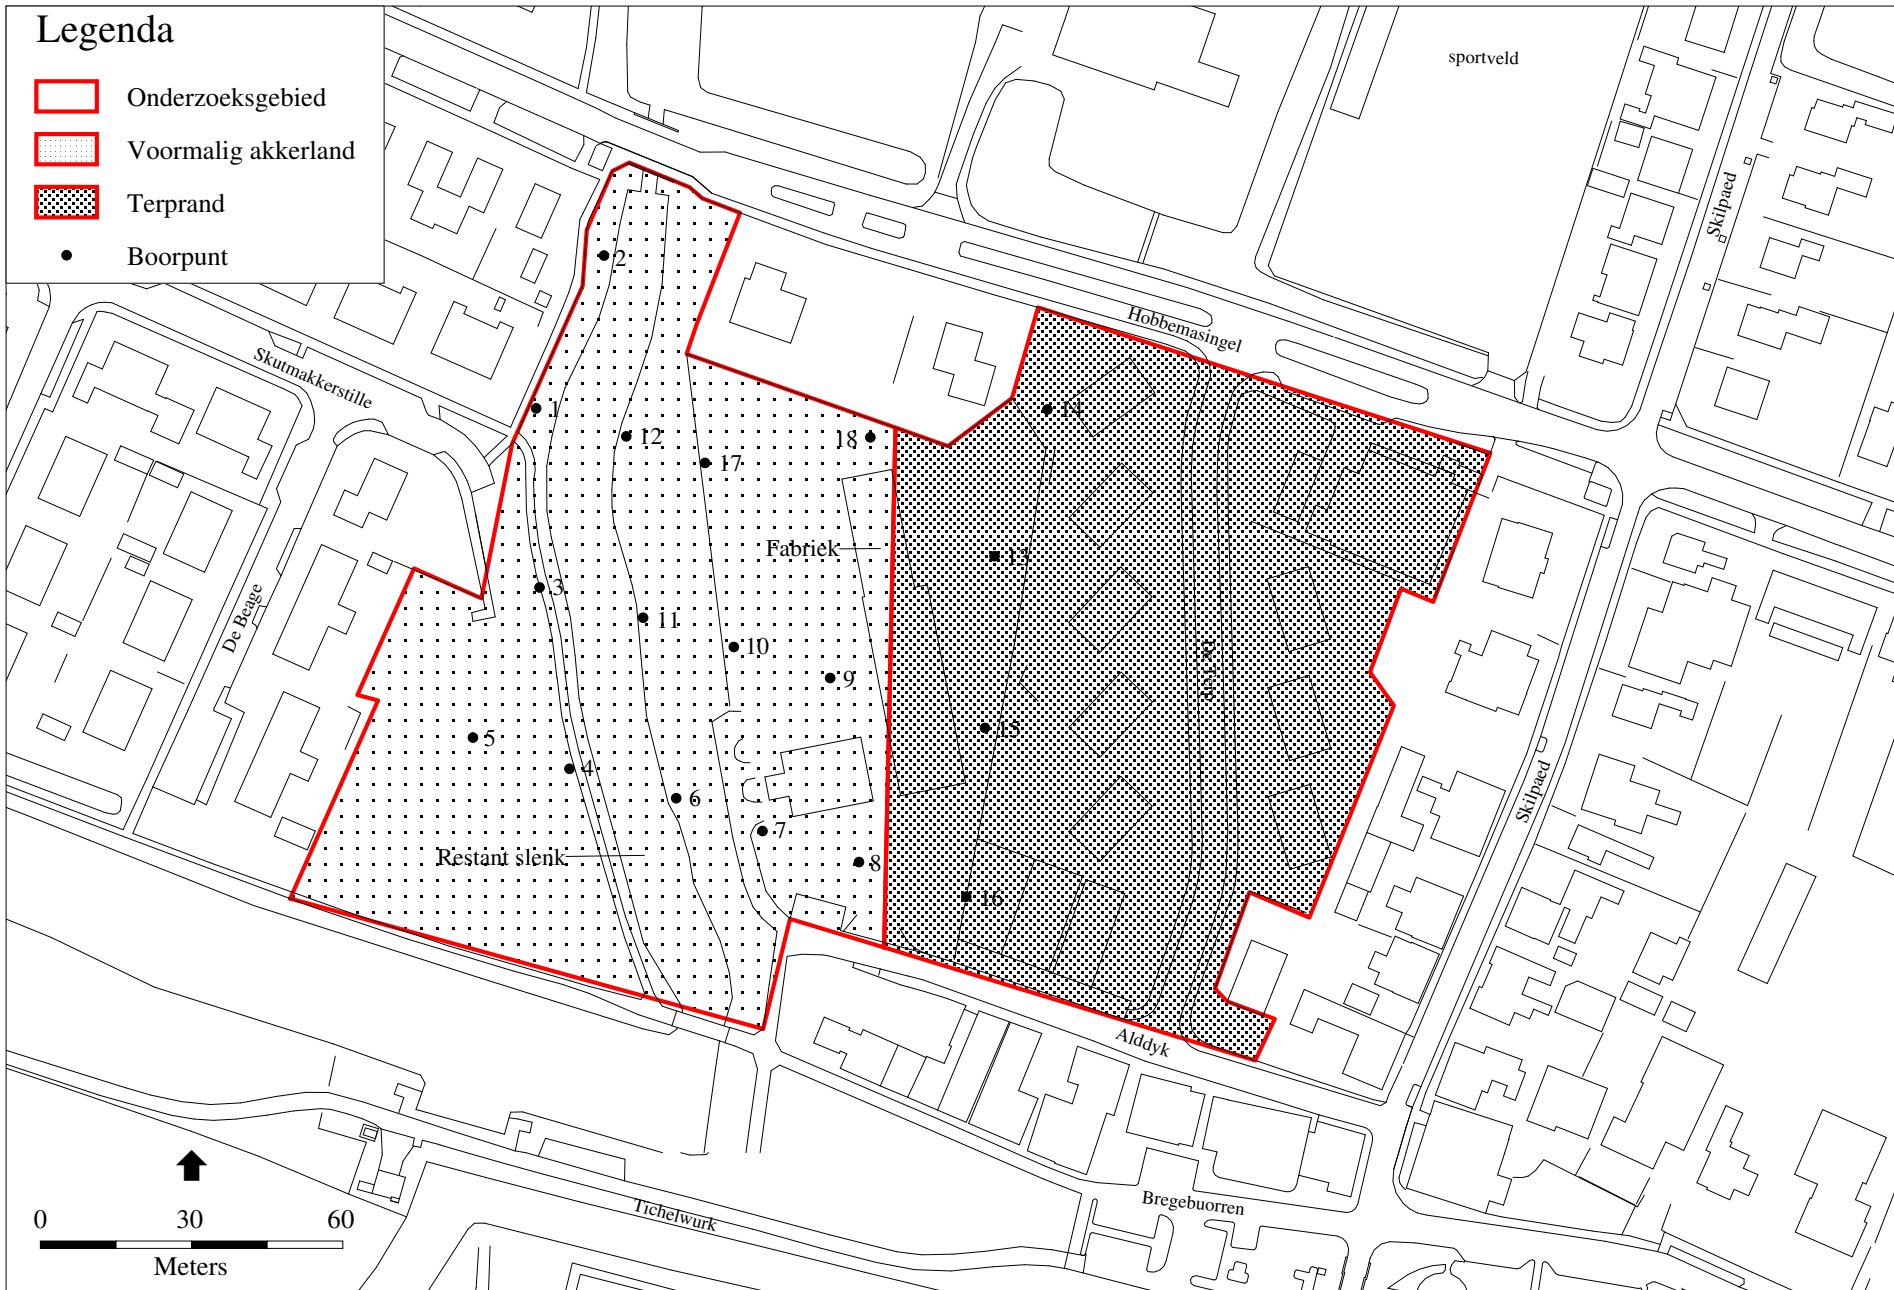 Legenda
Onderzoeksgebied
Voormalig akkerland
Terprand
Boorpunt
sportveld
Skilpaed
Hobbemasingel
Skutmakkerstille
De Beage
2
1
12
17
18
14
Fabriek
13
3
11
10
9
5
15
4
6
7
Restant slenk
8
16
Skilpaed
Alddyk
Bregebuorren
Tichelwurk
0 30 60
Meters